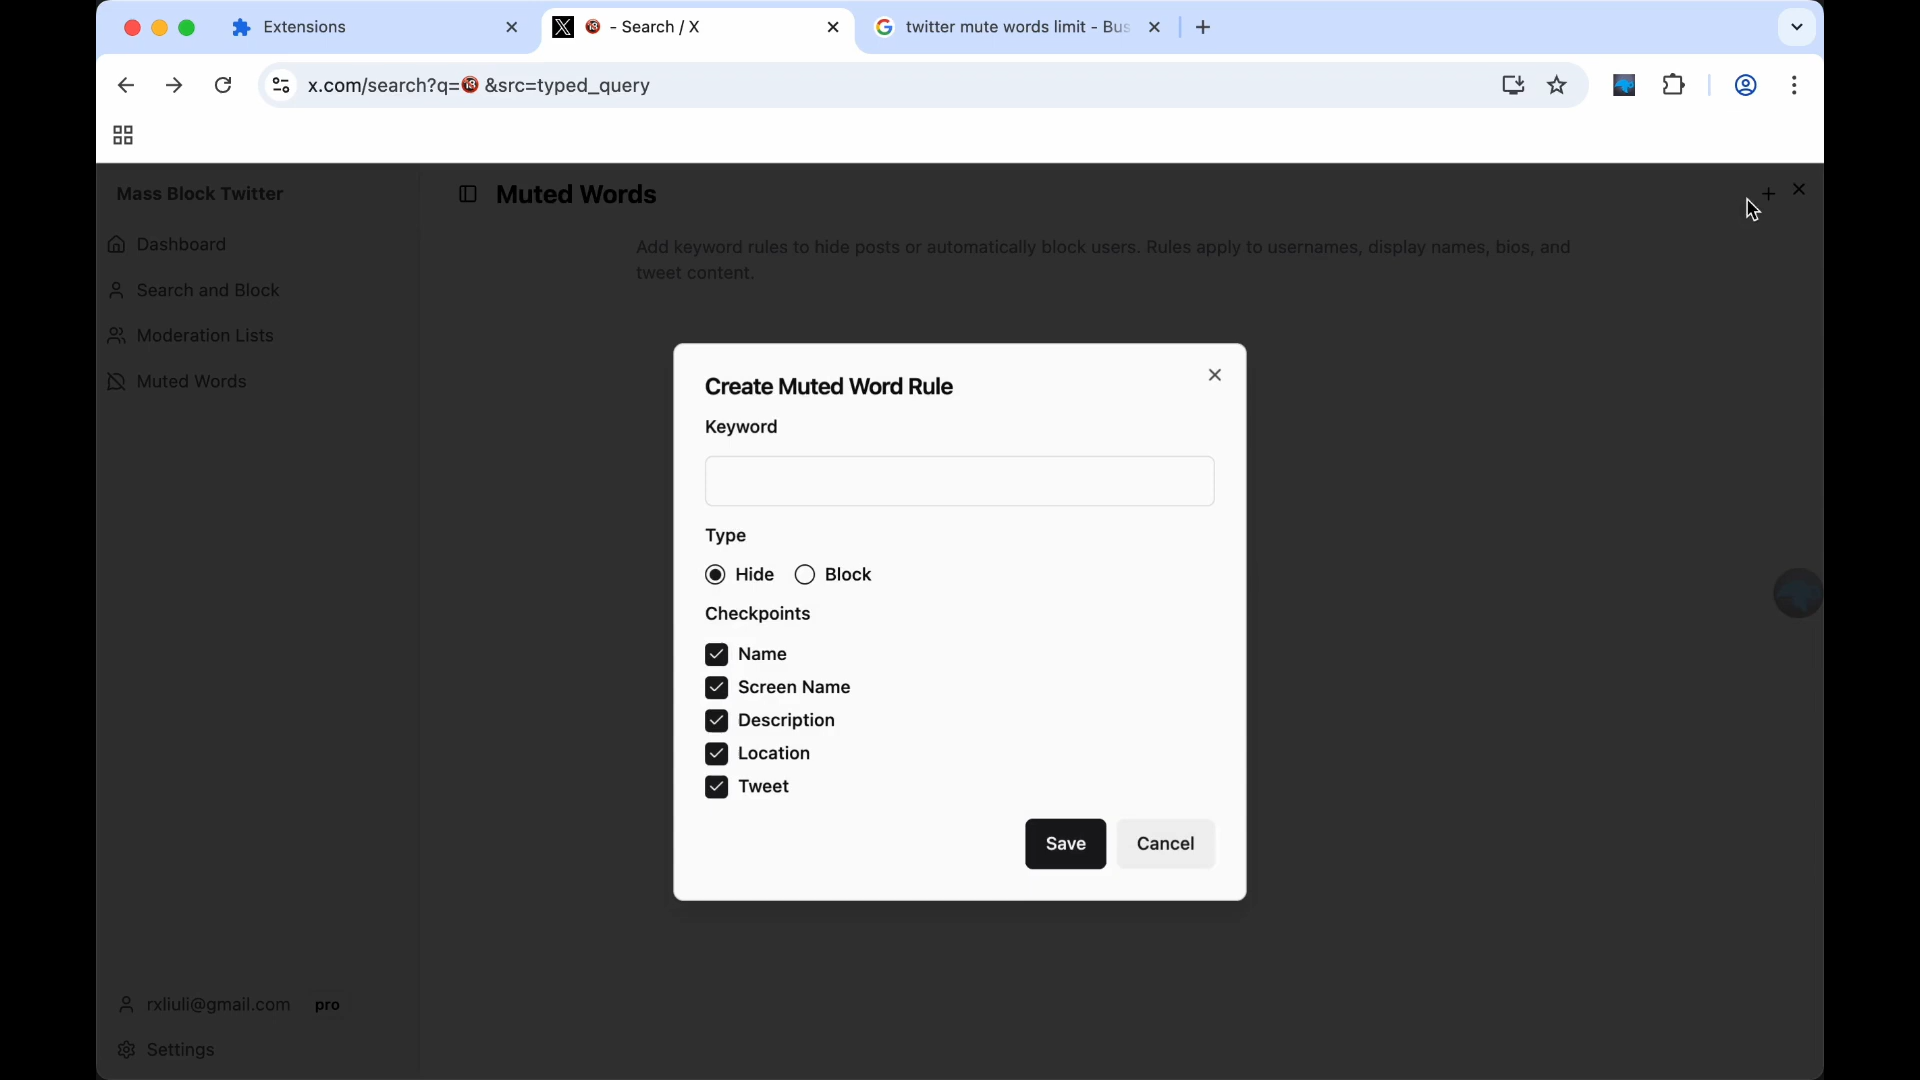 Extensions
🔞 - Search / X
twitter mute words limit - Bus
x.com/search?q=🔞 &src=typed_query
Mass Block Twitter
Muted Words
Dashboard
Search and Block
Moderation Lists
Muted Words
Add keyword rules to hide posts or automatically block users. Rules apply to usernames, display names, bios, and
tweet content.
Create Muted Word Rule
Keyword
Type
Hide
Block
Checkpoints
Name
Screen Name
Description
Location
Tweet
Save
Cancel
rxliuli@gmail.com
pro
Settings